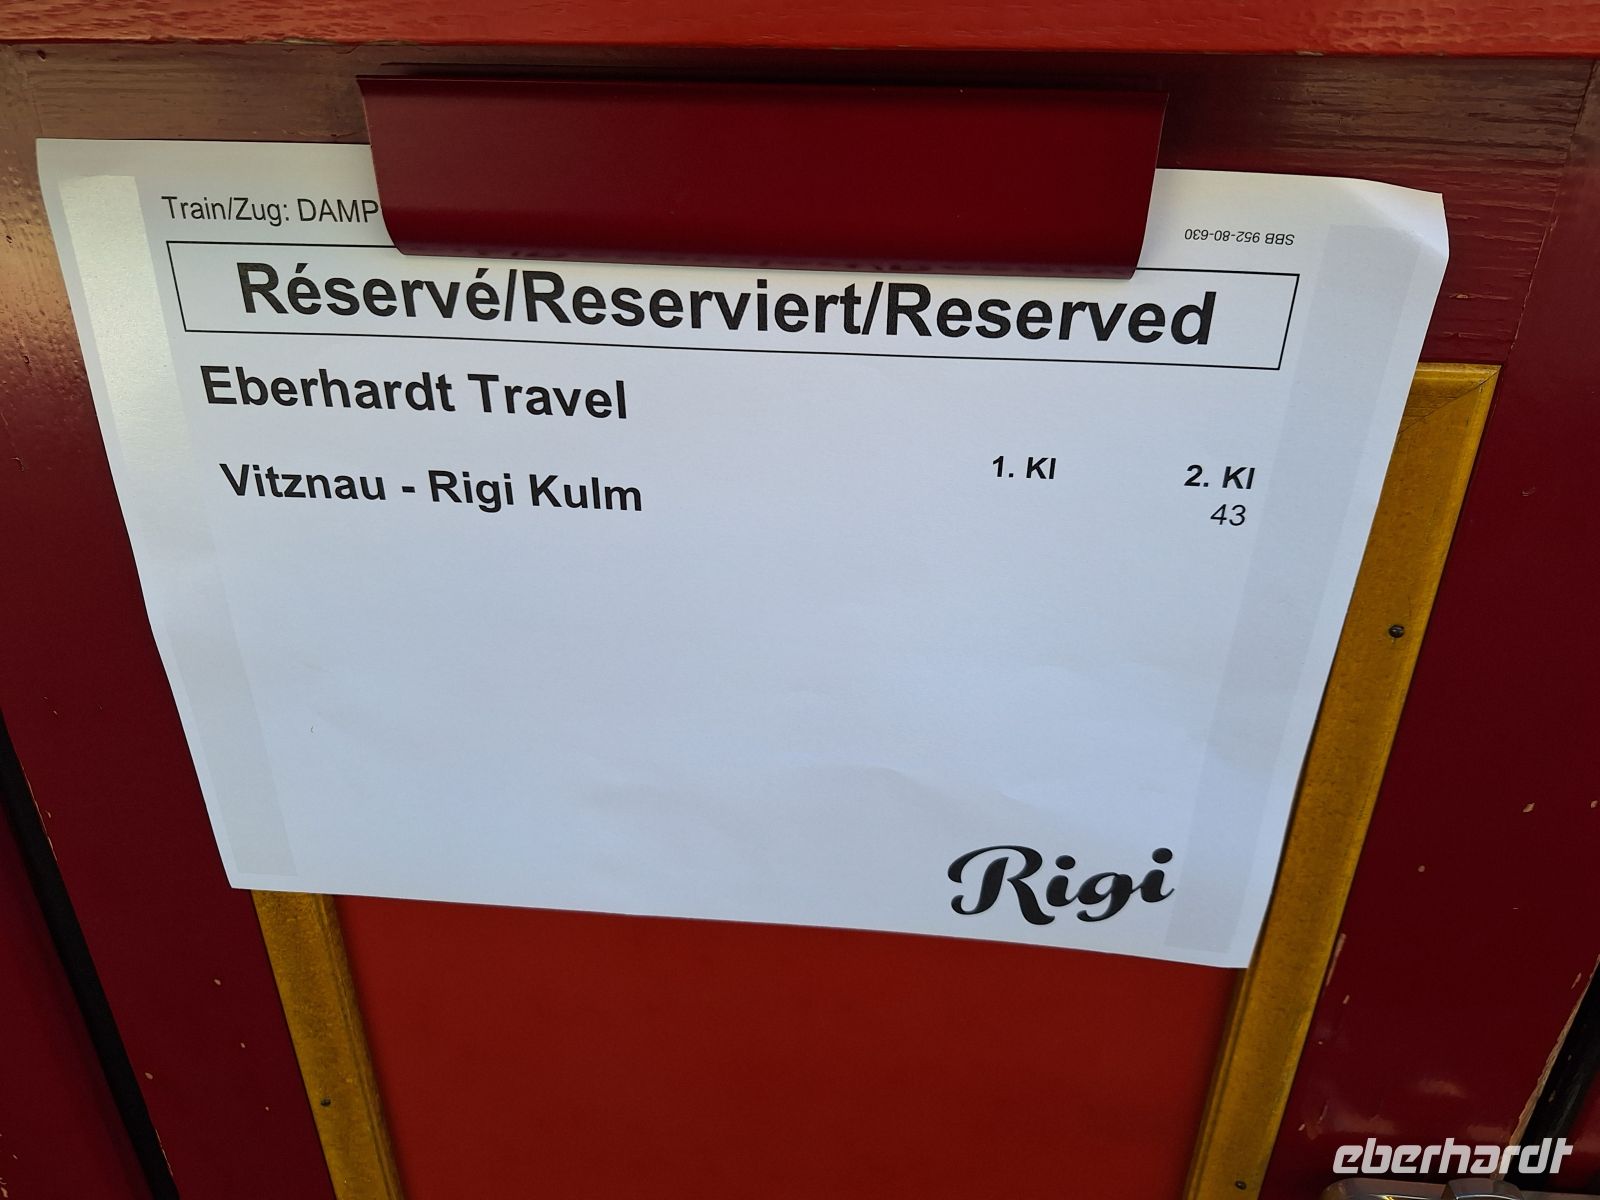 Train/Zug: DAMP
SBB 952-80-630
Réservé/Reserviert/Reserved
Eberhardt Travel
Vitznau - Rigi Kulm
1. Kl
2. Kl
43
Rigi
eberhardt